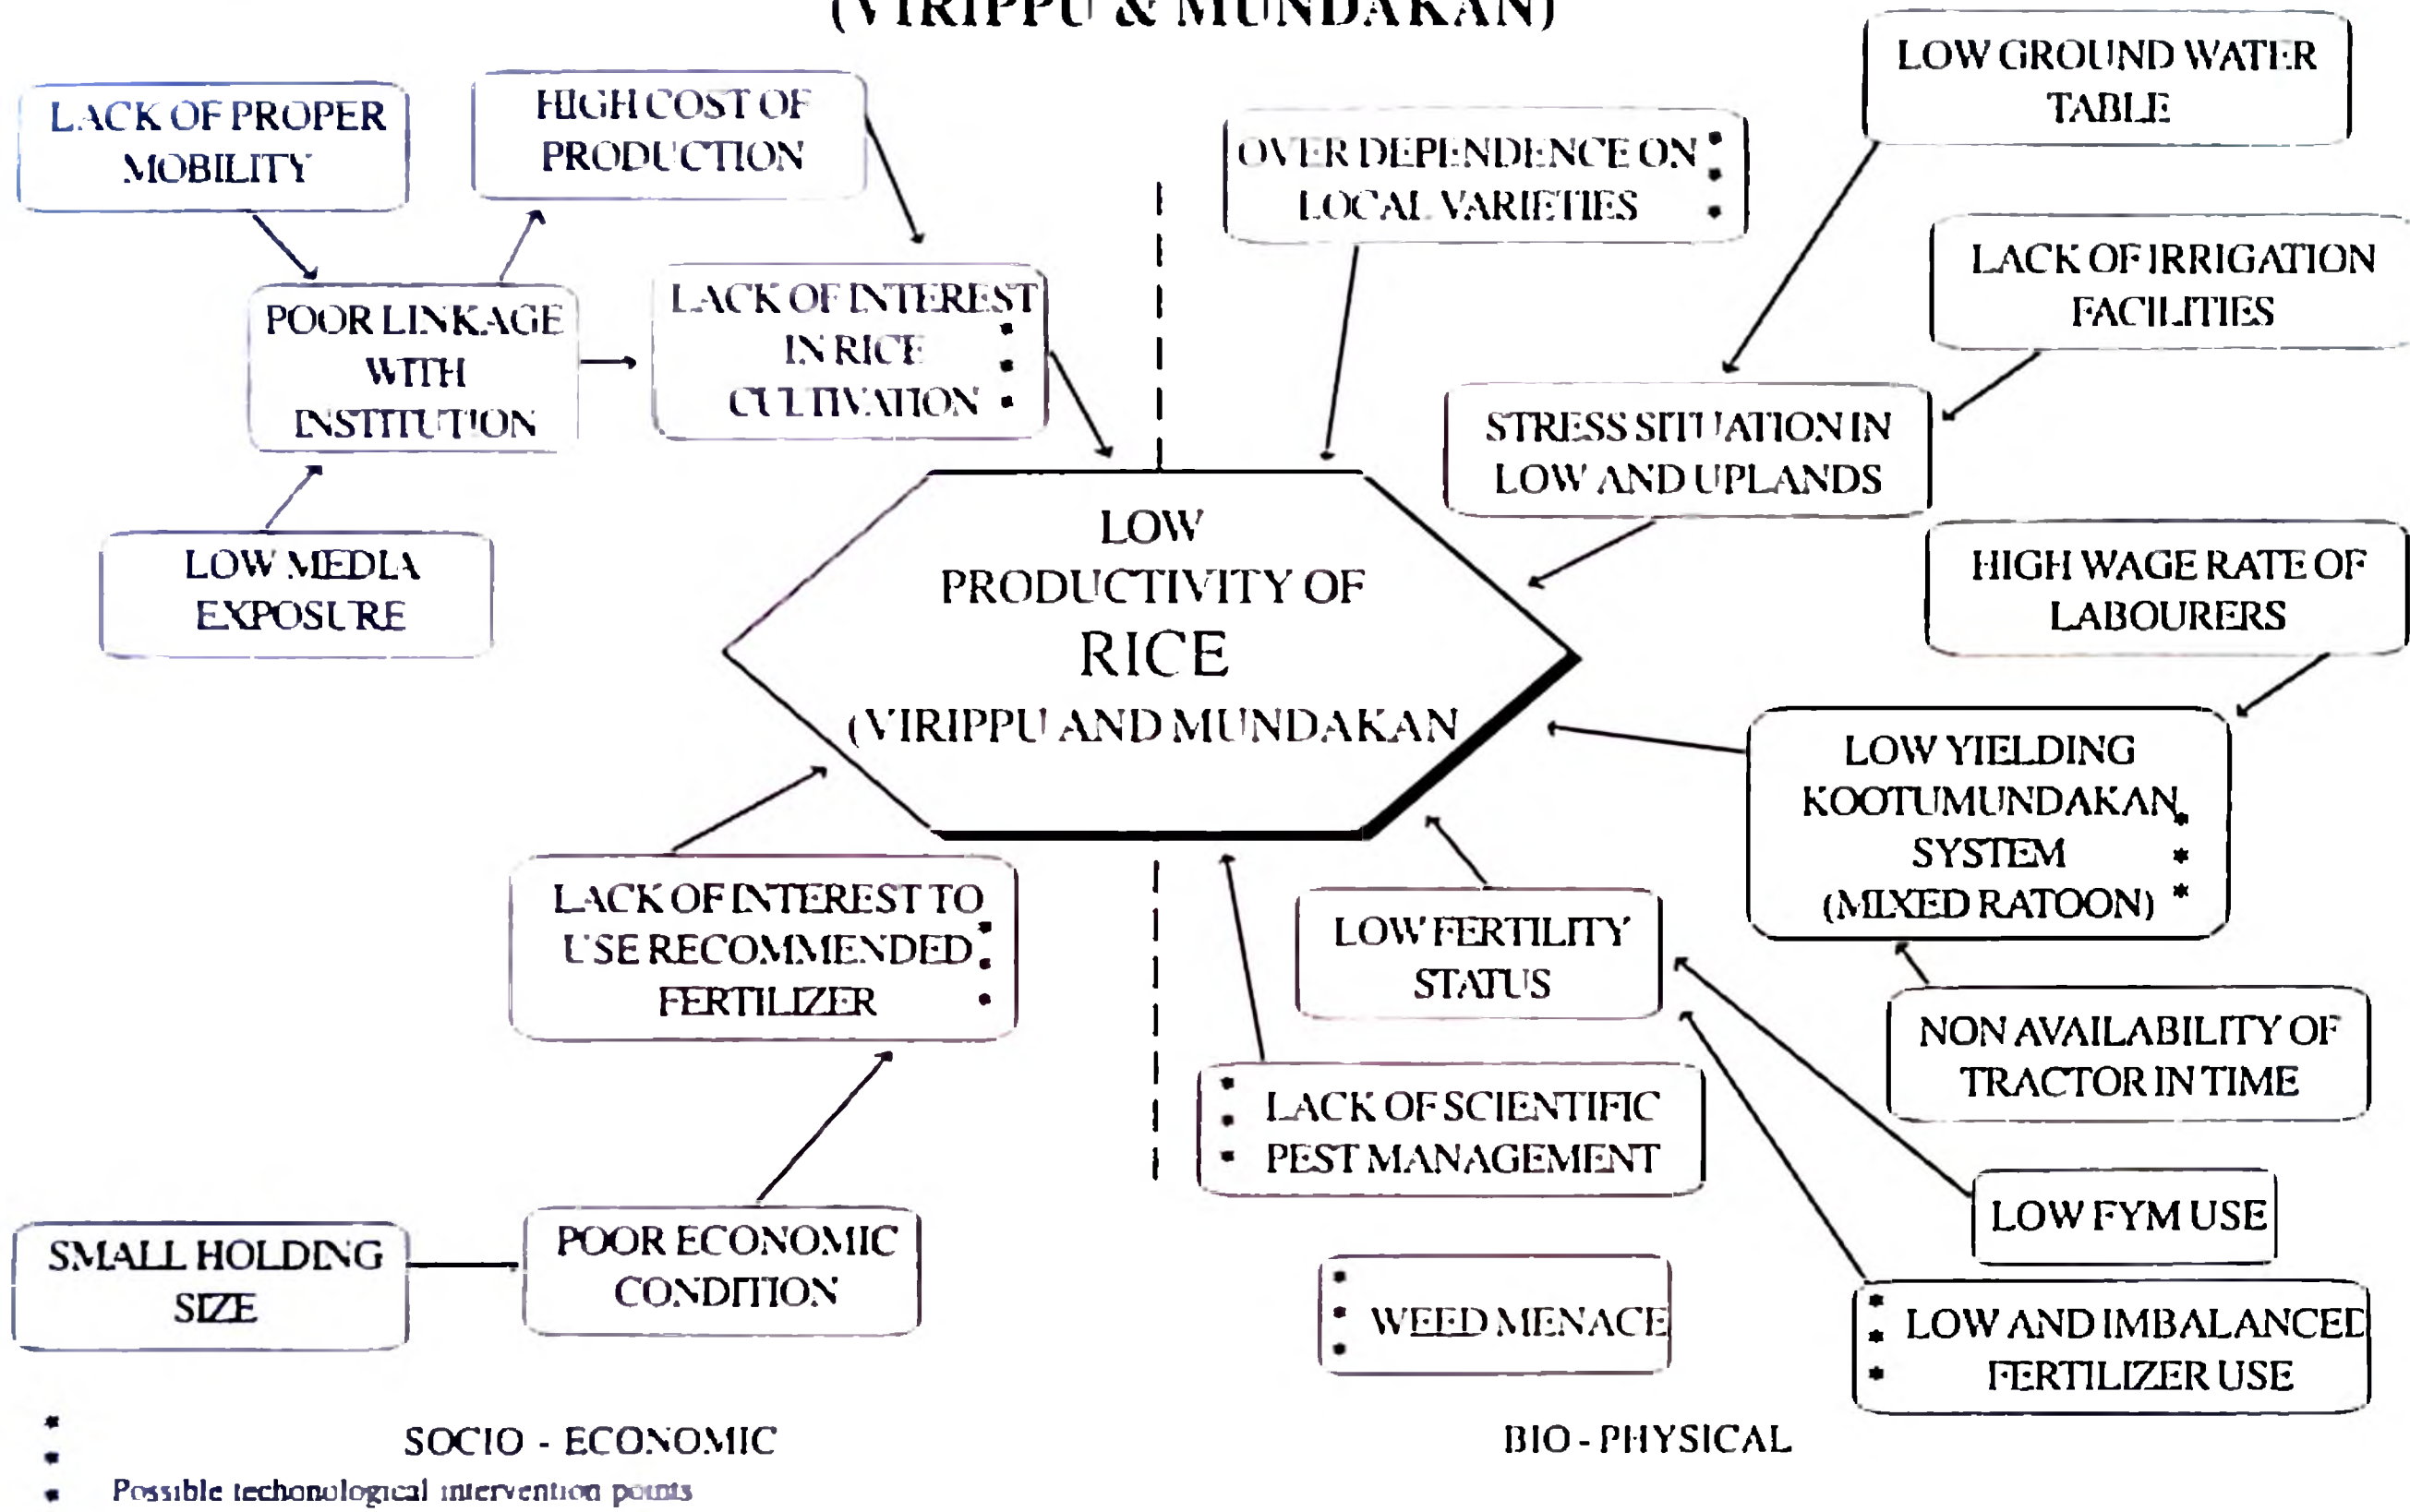 (VIRIPPU & MUNDAKAN)
LACK OF PROPER
MOBILITY
HIGH COST OF
PRODUCTION
OVER DEPENDENCE ON *
*
LOCAL VARIETIES *
LOW GROUND WATER
TABLE
LACK OF IRRIGATION
FACILITIES
POOR LINKAGE
WITH
INSTITUTION
LACK OF INTEREST
*
IN RICE
*
CULTIVATION *
STRESS SITUATION IN
LOW AND UPLANDS
LOW MEDIA
EXPOSURE
LOW
PRODUCTIVITY OF
RICE
(VIRIPPU AND MUNDAKAN
HIGH WAGE RATE OF
LABOURERS
LOW YIELDING
KOOTUMUNDAKAN
*
SYSTEM *
(MIXED RATOON) *
LACK OF INTEREST TO
*
USE RECOMMENDED
*
FERTILIZER *
LOW FERTILITY
STATUS
NON AVAILABILITY OF
TRACTOR IN TIME
*
* LACK OF SCIENTIFIC
* PEST MANAGEMENT
LOW FYM USE
SMALL HOLDING
SIZE
POOR ECONOMIC
CONDITION
*
* WEED MENACE
*
*
* LOW AND IMBALANCED
* FERTILIZER USE
*
SOCIO - ECONOMIC
BIO - PHYSICAL
*
* Possible techonological intervention points